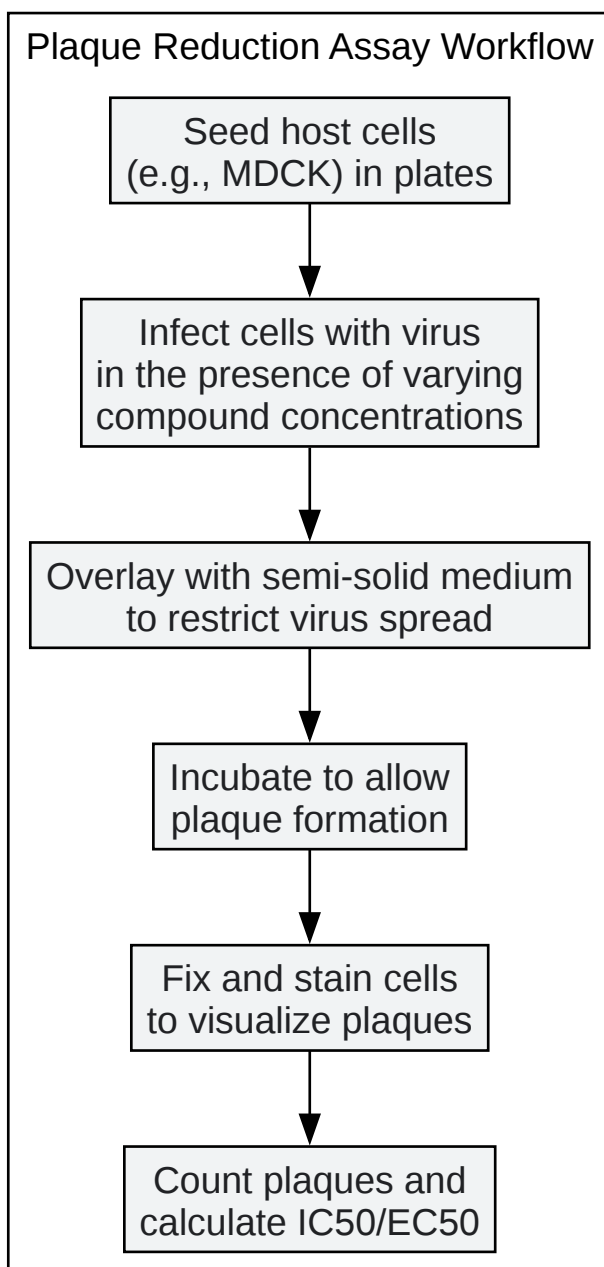 Plaque Reduction Assay Workflow
Seed host cells
(e.g., MDCK) in plates
Infect cells with virus
in the presence of varying
compound concentrations
Overlay with semi-solid medium
to restrict virus spread
Incubate to allow
plaque formation
Fix and stain cells
to visualize plaques
Count plaques and
calculate IC50/EC50